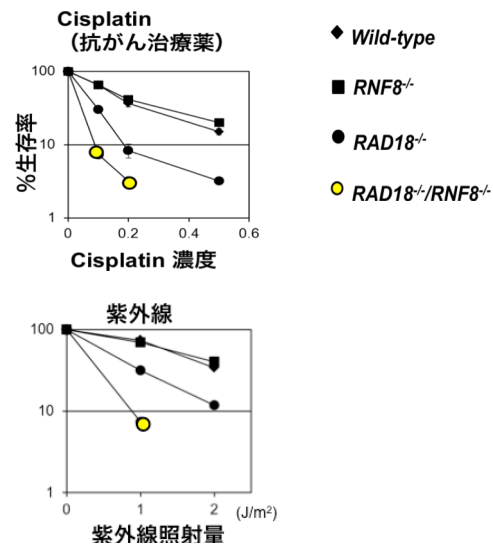 Cisplatin
（抗がん治療薬）
100
10
1
%生存率
0 0.2 0.4 0.6
Cisplatin 濃度
Wild-type
RNF8-/-
RAD18-/-
RAD18-/-/RNF8-/-
紫外線
100
10
1
0 1 2 (J/m²)
紫外線照射量